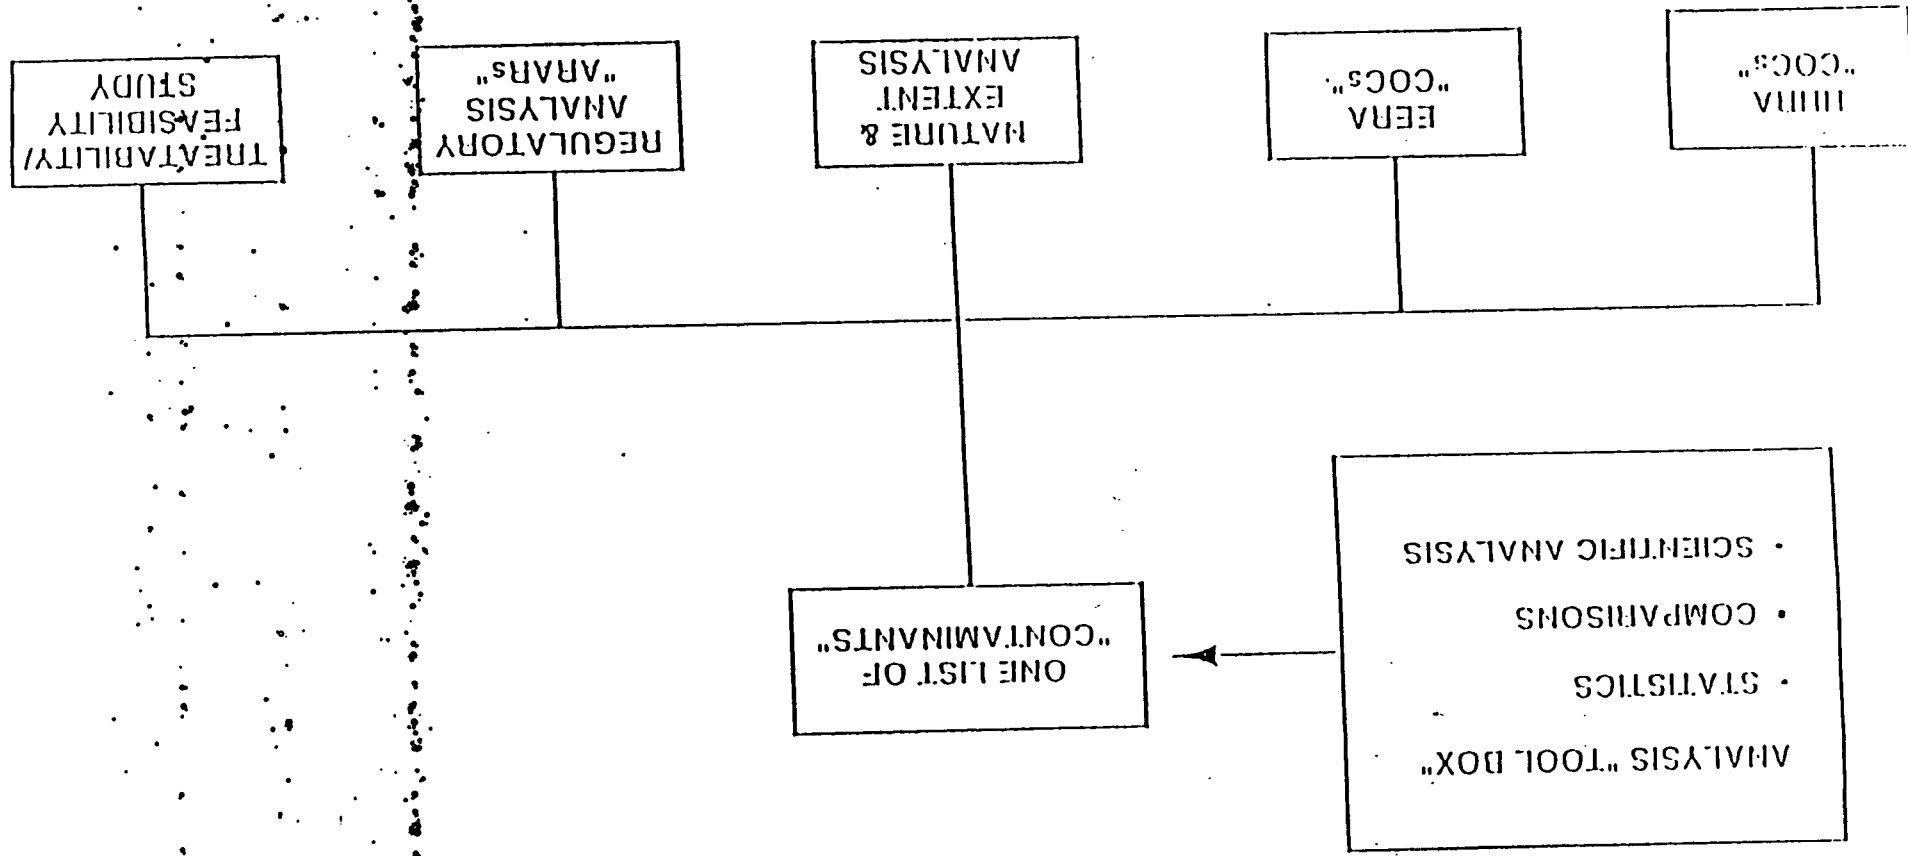 ANALYSIS "TOOL BOX"
• STATISTICS
• COMPARISONS
• SCIENTIFIC ANALYSIS
ONE LIST OF
"CONTAMINANTS"
HHRA
"COCs"
EERA
"COCs"
NATURE &
EXTENT
ANALYSIS
REGULATORY
ANALYSIS
"ARARs"
TREATABILITY/
FEASIBILITY
STUDY